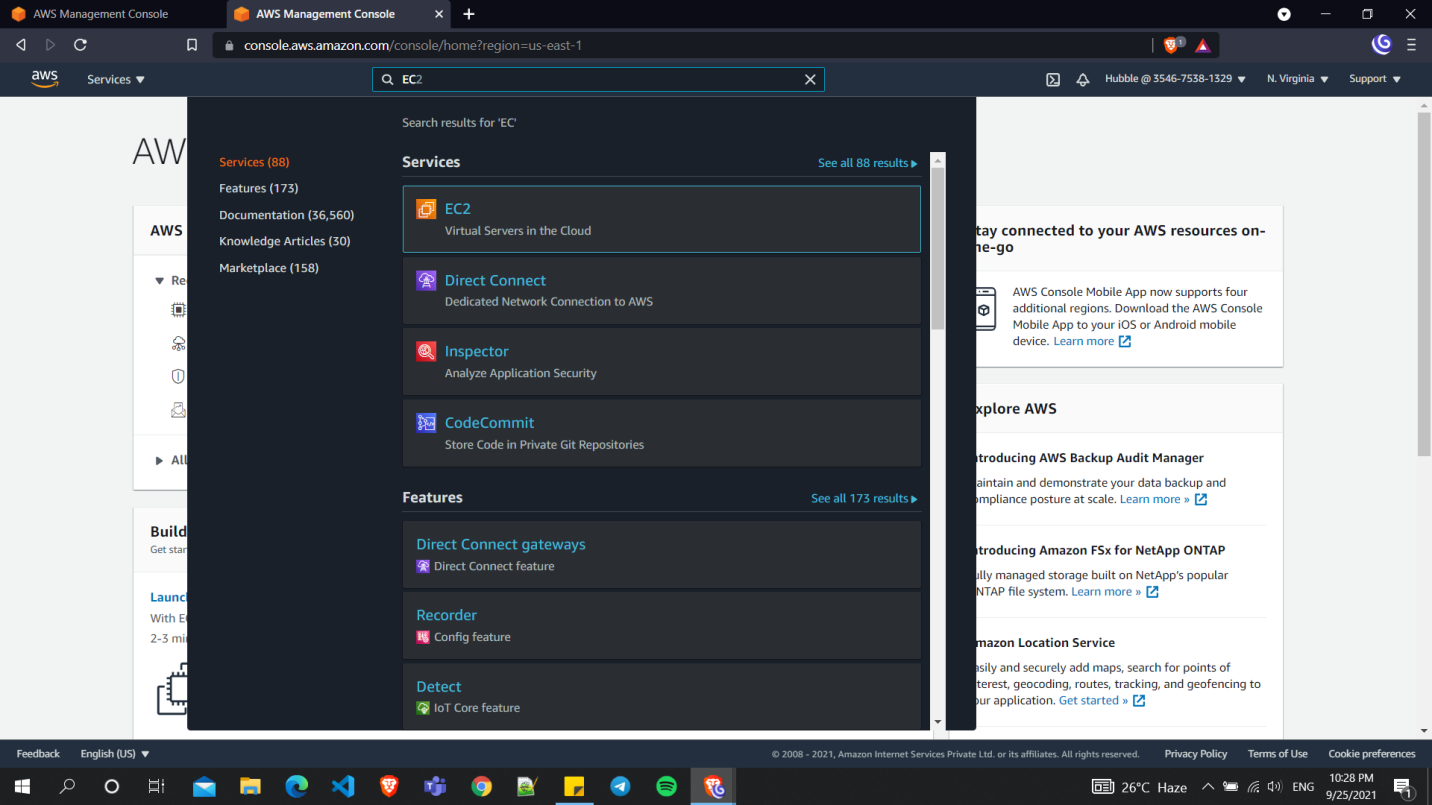 AWS Management Console
AWS Management Console
console.aws.amazon.com/console/home?region=us-east-1
1
aws
Services
EC2
Hubble @ 3546-7538-1329
N. Virginia
Support
AW
Search results for 'EC'
Services (88)
Features (173)
Documentation (36,560)
Knowledge Articles (30)
Marketplace (158)
Services
See all 88 results
EC2
Virtual Servers in the Cloud
Direct Connect
Dedicated Network Connection to AWS
Inspector
Analyze Application Security
CodeCommit
Store Code in Private Git Repositories
Features
See all 173 results
Direct Connect gateways
Direct Connect feature
Recorder
Config feature
Detect
IoT Core feature
AWS
Re
All
Build
Get star
Launc
With E
2-3 mi
tay connected to your AWS resources on-
e-go
AWS Console Mobile App now supports four
additional regions. Download the AWS Console
Mobile App to your iOS or Android mobile
device. Learn more
xplore AWS
ntroducing AWS Backup Audit Manager
aintain and demonstrate your data backup and
ompliance posture at scale. Learn more »
ntroducing Amazon FSx for NetApp ONTAP
ully managed storage built on NetApp's popular
NTAP file system. Learn more »
mazon Location Service
asily and securely add maps, search for points of
terest, geocoding, routes, tracking, and geofencing to
our application. Get started »
Feedback
English (US)
© 2008 - 2021, Amazon Internet Services Private Ltd. or its affiliates. All rights reserved.
Privacy Policy
Terms of Use
Cookie preferences
26°C Haze
ENG
10:28 PM
9/25/2021
1